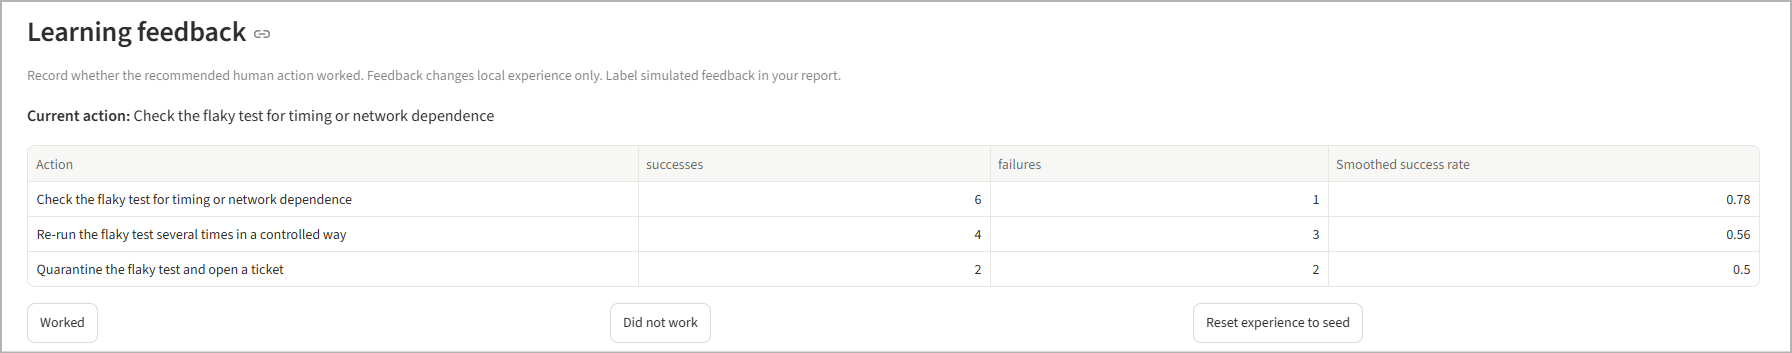 Learning feedback
Record whether the recommended human action worked. Feedback changes local experience only. Label simulated feedback in your report.
Current action: Check the flaky test for timing or network dependence
Action successes failures Smoothed success rate
Check the flaky test for timing or network dependence 6 1 0.78
Re-run the flaky test several times in a controlled way 4 3 0.56
Quarantine the flaky test and open a ticket 2 2 0.5
Worked Did not work Reset experience to seed